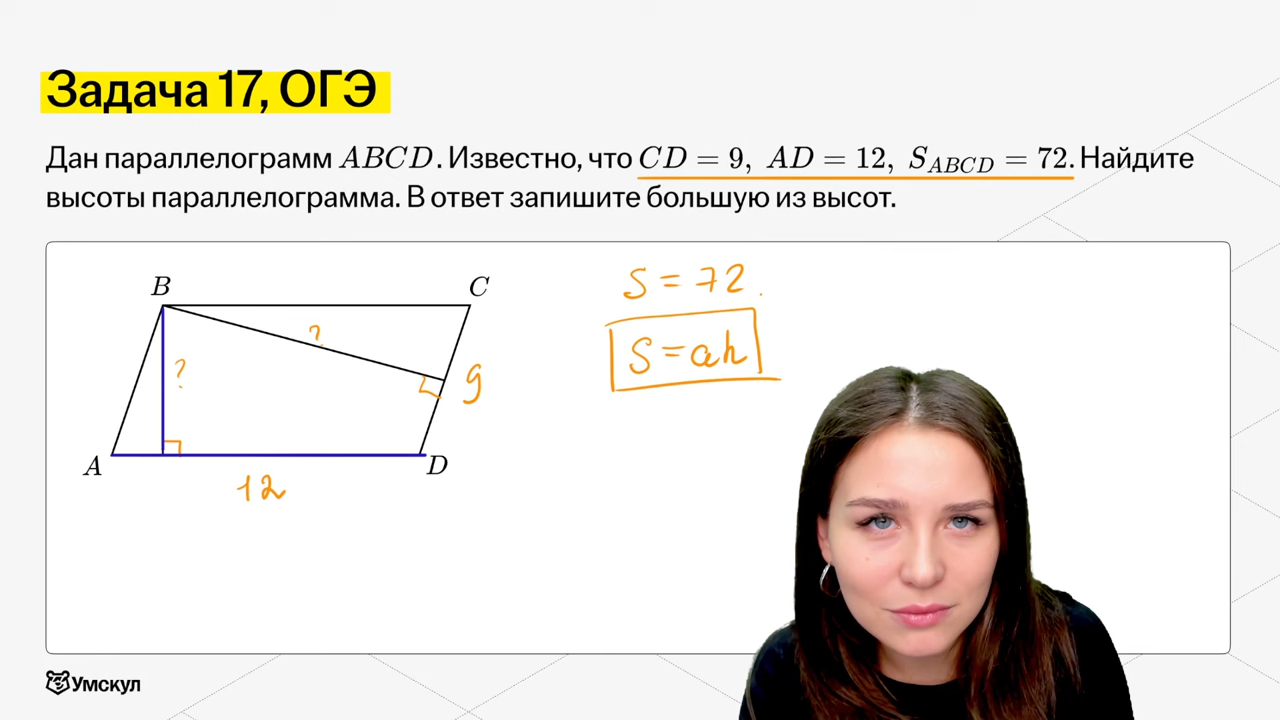 Задача 17, ОГЭ
Дан параллелограмм ABCD. Известно, что CD = 9, AD = 12, S_ABCD = 72. Найдите
высоты параллелограмма. В ответ запишите большую из высот.
B
C
S = 72.
?
S = ah
?
9
A
D
12
Умскул